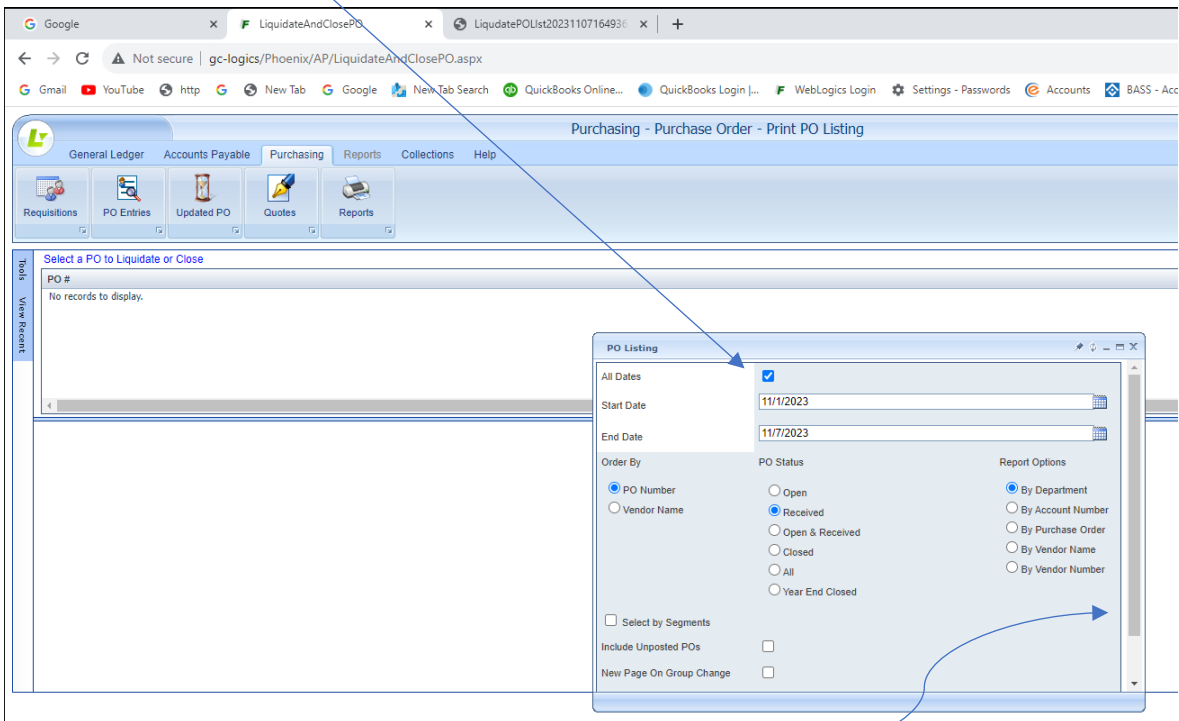 Google
LiquidateAndClosePO
LiqudatePOLIst20231107164936
Not secure | gc-logics/Phoenix/AP/LiquidateAndClosePO.aspx
Gmail YouTube http New Tab Google New Tab Search QuickBooks Online... QuickBooks Login |... WebLogics Login Settings - Passwords Accounts BASS - Acc
Purchasing - Purchase Order - Print PO Listing
General Ledger Accounts Payable Purchasing Reports Collections Help
Requisitions PO Entries Updated PO Quotes Reports
Tools
View Recent
Select a PO to Liquidate or Close
PO #
No records to display.
PO Listing
All Dates
Start Date 11/1/2023
End Date 11/7/2023
Order By PO Status Report Options
PO Number Open By Department
Vendor Name Received By Account Number
Open & Received By Purchase Order
Closed By Vendor Name
All By Vendor Number
Year End Closed
Select by Segments
Include Unposted POs
New Page On Group Change